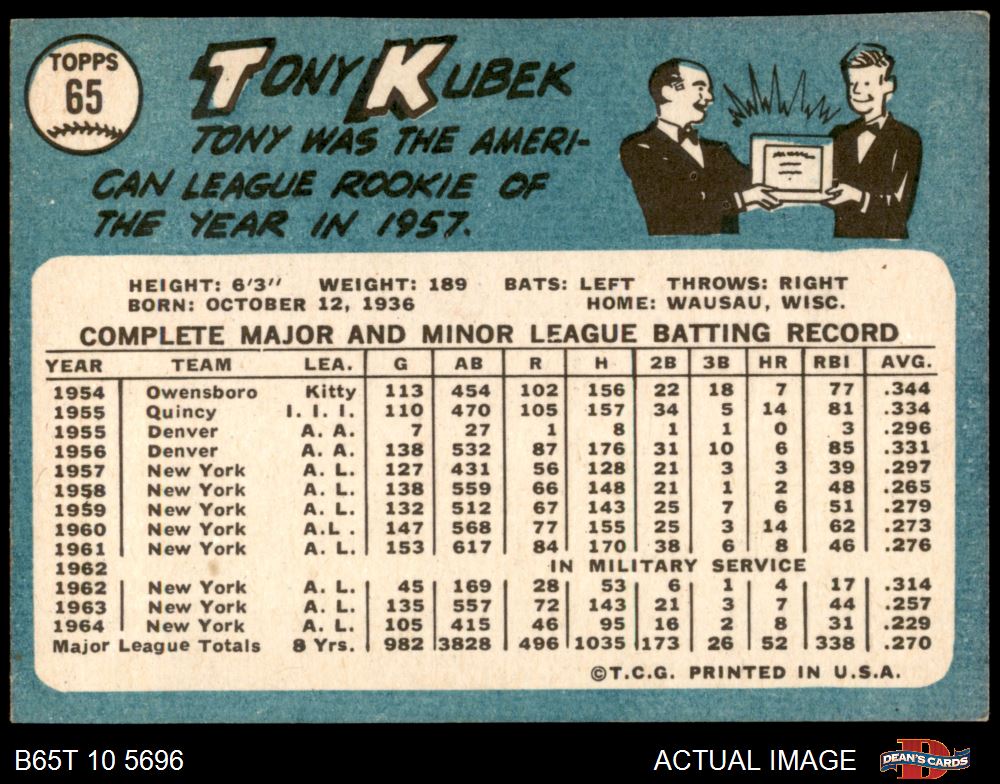 TOPPS
65
TONY KUBEK
TONY WAS THE AMERI-
CAN LEAGUE ROOKIE OF
THE YEAR IN 1957.
HEIGHT: 6'3" WEIGHT: 189 BATS: LEFT THROWS: RIGHT
BORN: OCTOBER 12, 1936 HOME: WAUSAU, WISC.
COMPLETE MAJOR AND MINOR LEAGUE BATTING RECORD
YEAR TEAM LEA. G AB R H 2B 3B HR RBI AVG.
1954 Owensboro Kitty 113 454 102 156 22 18 7 77 .344
1955 Quincy I. I. I. 110 470 105 157 34 5 14 81 .334
1955 Denver A. A. 7 27 1 8 1 1 0 3 .296
1956 Denver A. A. 138 532 87 176 31 10 6 85 .331
1957 New York A. L. 127 431 56 128 21 3 3 39 .297
1958 New York A. L. 138 559 66 148 21 1 2 48 .265
1959 New York A. L. 132 512 67 143 25 7 6 51 .279
1960 New York A.L. 147 568 77 155 25 3 14 62 .273
1961 New York A. L. 153 617 84 170 38 6 8 46 .276
1962 IN MILITARY SERVICE
1962 New York A. L. 45 169 28 53 6 1 4 17 .314
1963 New York A. L. 135 557 72 143 21 3 7 44 .257
1964 New York A. L. 105 415 46 95 16 2 8 31 .229
Major League Totals 8 Yrs. 982 3828 496 1035 173 26 52 338 .270
©T.C.G. PRINTED IN U.S.A.
B65T 10 5696 ACTUAL IMAGE DEAN'S CARDS